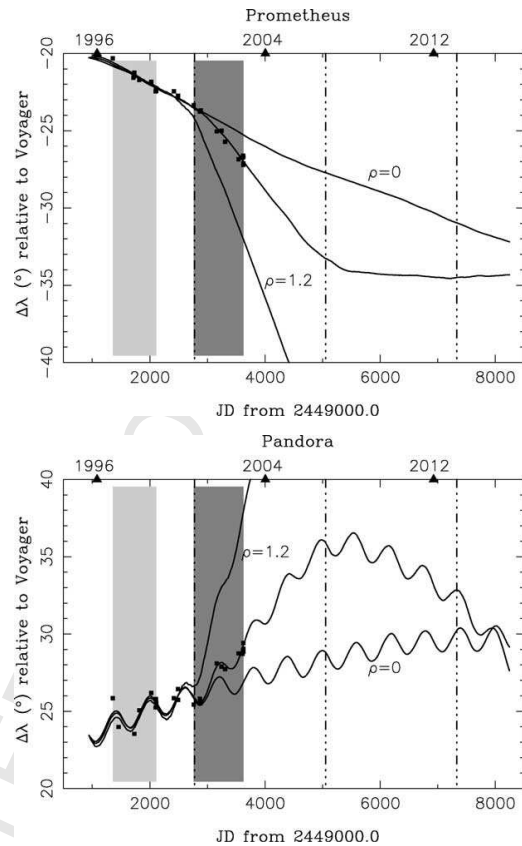 Prometheus
1996 2004 2012
-20
-25
-30
-35
-40
Δλ (°) relative to Voyager
ρ=0
ρ=1.2
2000 4000 6000 8000
JD from 2449000.0
Pandora
1996 2004 2012
40
35
30
25
20
Δλ (°) relative to Voyager
ρ=1.2
ρ=0
2000 4000 6000 8000
JD from 2449000.0